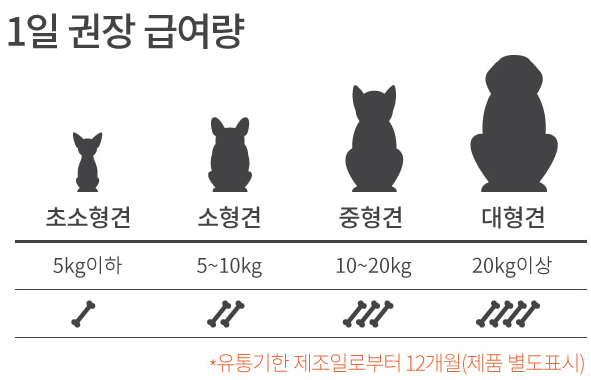 1일 권장 급여량
초소형견 소형견 중형견 대형견
5kg이하 5~10kg 10~20kg 20kg이상
*유통기한 제조일로부터 12개월(제품 별도표시)